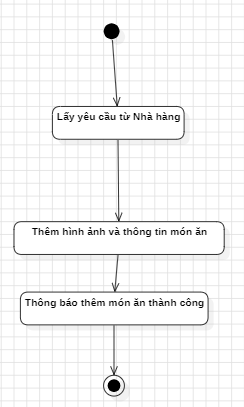 Lấy yêu cầu từ Nhà hàng
Thêm hình ảnh và thông tin món ăn
Thông báo thêm món ăn thành công